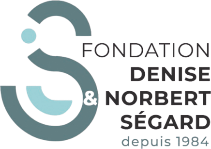 FONDATION
DENISE
& NORBERT
SÉGARD
depuis 1984